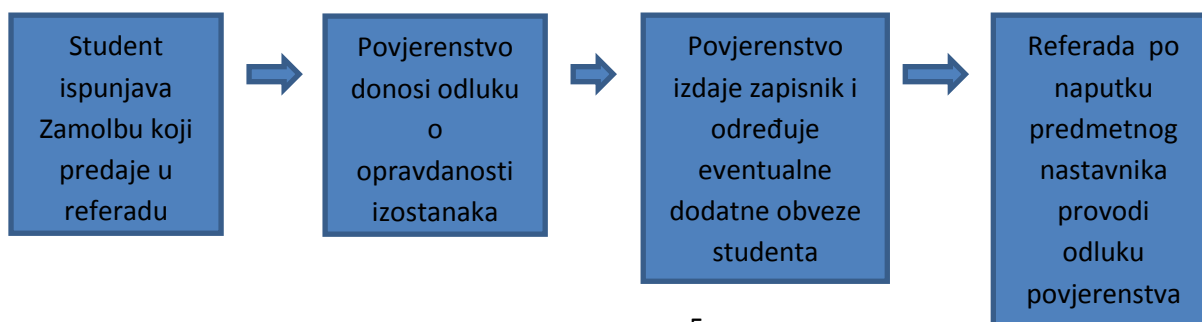 Student
ispunjava
Zamolbu koji
predaje u
referadu
Povjerenstvo
donosi odluku
o
opravdanosti
izostanaka
Povjerenstvo
izdaje zapisnik i
određuje
eventualne
dodatne obveze
studenta
Referada  po
naputku
predmetnog
nastavnika
provodi
odluku
povjerenstva